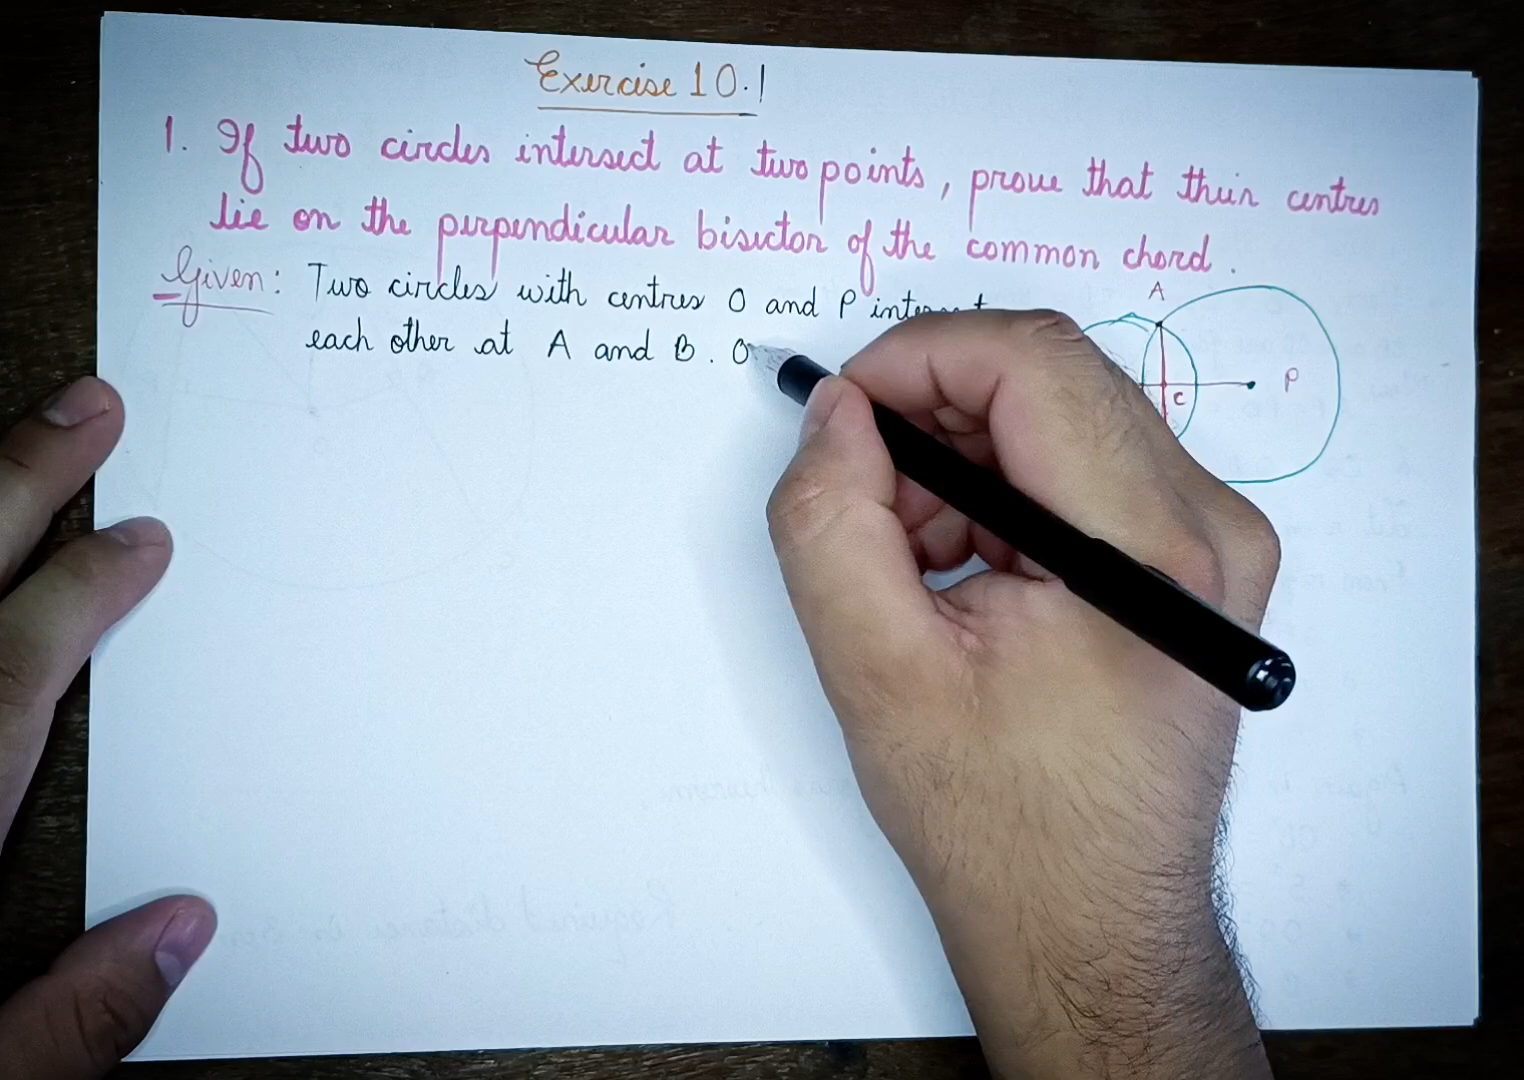 Exercise 10.1
1. If two circles intersect at two points, prove that their centres
lie on the perpendicular bisector of the common chord.
Given: Two circles with centres O and P intersect
each other at A and B. O
A
P
C